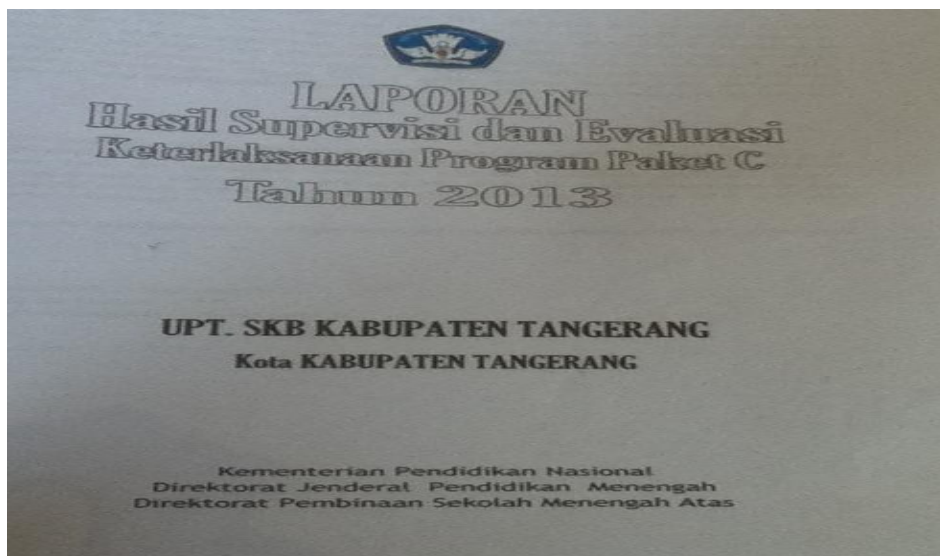 LAPORAN
Hasil Supervisi dan Evaluasi
Keterlaksanaan Program Paket C
Tahun 2013
UPT. SKB KABUPATEN TANGERANG
Kota KABUPATEN TANGERANG
Kementerian Pendidikan Nasional
Direktorat Jenderal Pendidikan Menengah
Direktorat Pembinaan Sekolah Menengah Atas